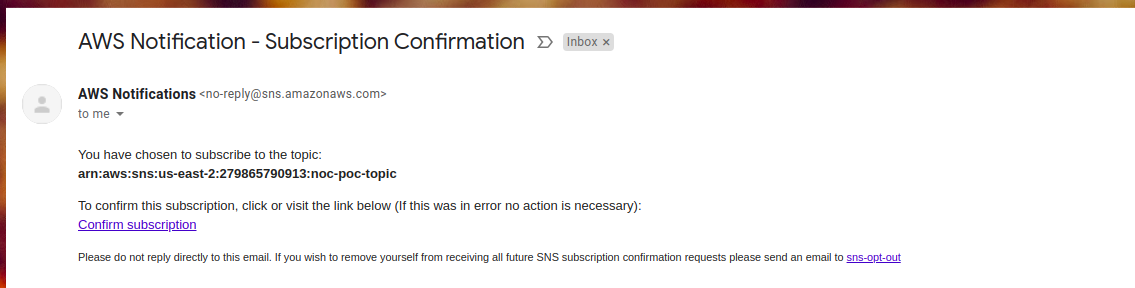 AWS Notification - Subscription Confirmation Inbox ×
AWS Notifications <no-reply@sns.amazonaws.com>
to me
You have chosen to subscribe to the topic:
arn:aws:sns:us-east-2:279865790913:noc-poc-topic
To confirm this subscription, click or visit the link below (If this was in error no action is necessary):
Confirm subscription
Please do not reply directly to this email. If you wish to remove yourself from receiving all future SNS subscription confirmation requests please send an email to sns-opt-out